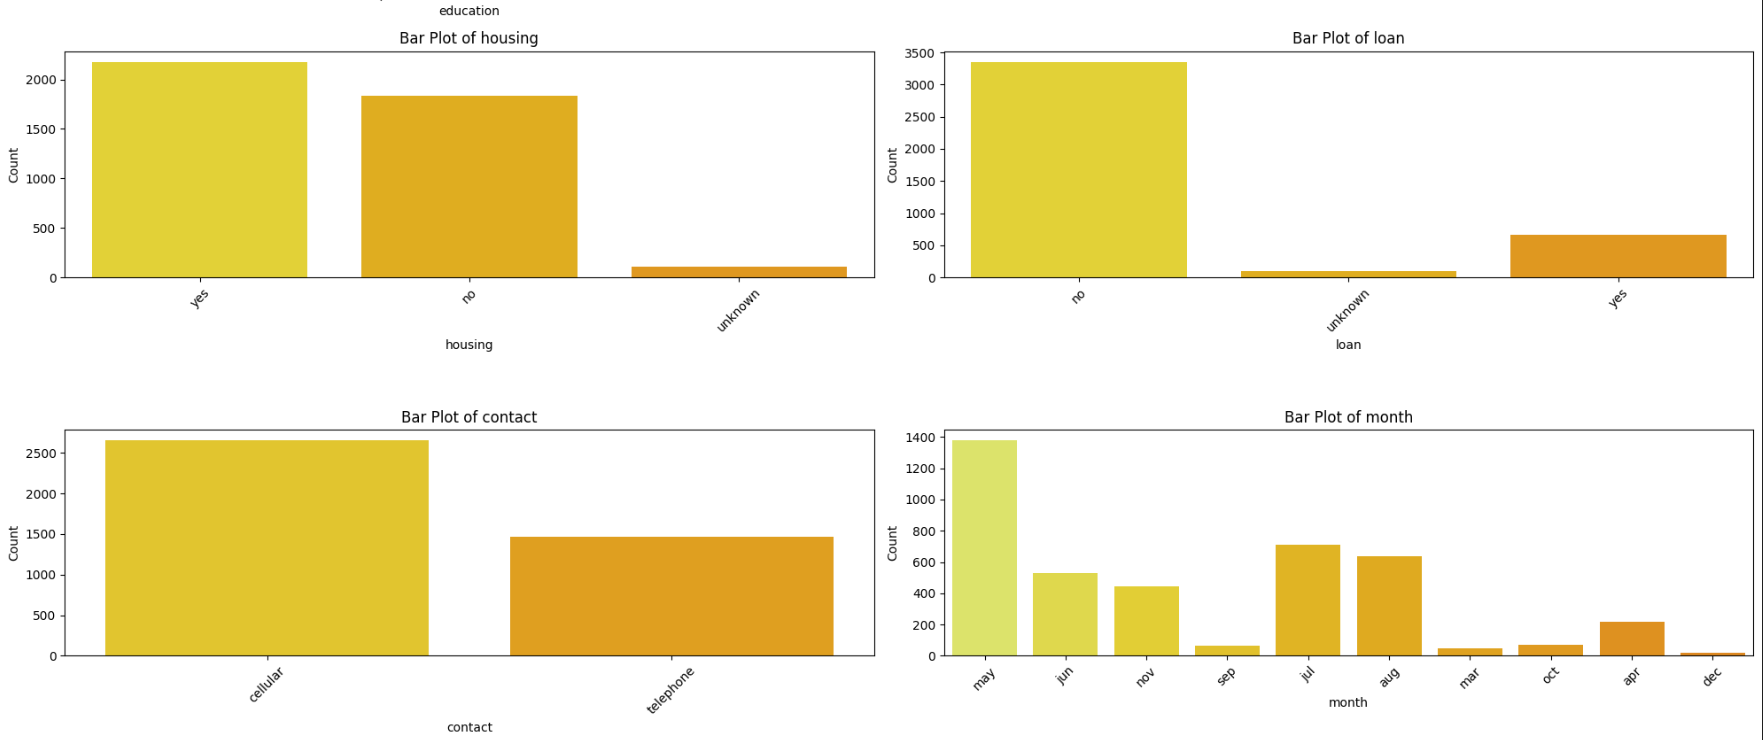 education
Bar Plot of housing
2000
1500
1000
500
0
Count
yes
no
unknown
housing
Bar Plot of loan
3500
3000
2500
2000
1500
1000
500
0
Count
no
unknown
yes
loan
Bar Plot of contact
2500
2000
1500
1000
500
0
Count
cellular
telephone
contact
Bar Plot of month
1400
1200
1000
800
600
400
200
0
Count
may
jun
nov
sep
jul
aug
mar
oct
apr
dec
month